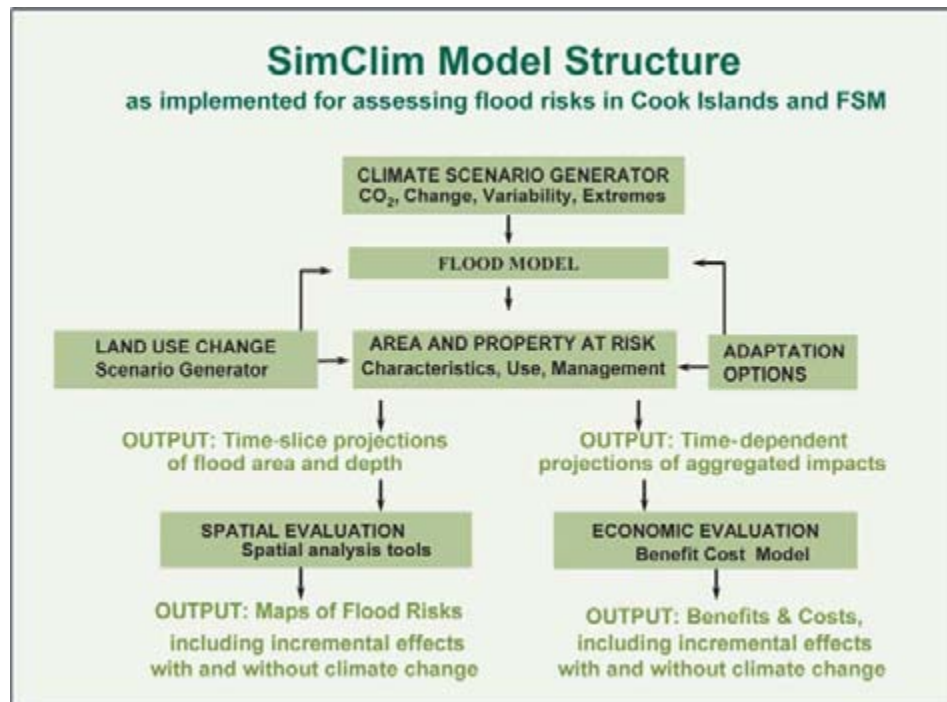 SimClim Model Structure
as implemented for assessing flood risks in Cook Islands and FSM
CLIMATE SCENARIO GENERATOR
CO₂, Change, Variability, Extremes
FLOOD MODEL
LAND USE CHANGE
Scenario Generator
AREA AND PROPERTY AT RISK
Characteristics, Use, Management
ADAPTATION
OPTIONS
OUTPUT: Time-slice projections
of flood area and depth
OUTPUT: Time-dependent
projections of aggregated impacts
SPATIAL EVALUATION
Spatial analysis tools
ECONOMIC EVALUATION
Benefit Cost Model
OUTPUT: Maps of Flood Risks
including incremental effects
with and without climate change
OUTPUT: Benefits & Costs,
including incremental effects
with and without climate change